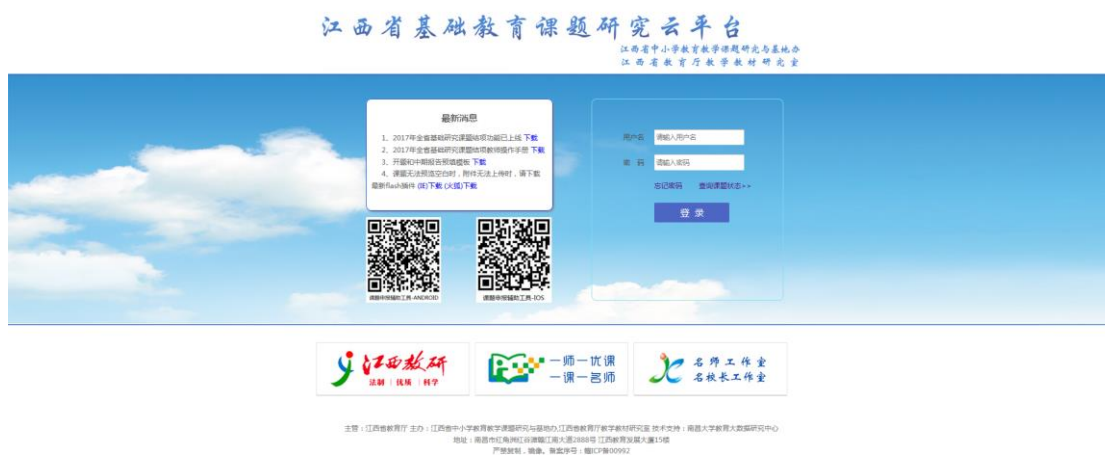 江西省基础教育课题研究云平台
江西省中小学教育教学课题研究与基地办
江西省教育厅教学教材研究室
最新消息
1、2017年全省基础研究课题结项功能已上线 下载
2、2017年全省基础研究课题结项教师操作手册 下载
3、开题和中期报告预填模板 下载
4、课题无法预览空白时，附件无法上传时，请下载
最新flash插件 (IE)下载 (火狐)下载
用户名 请输入用户名
密 码 请输入密码
忘记密码 查询课题状态>>
登 录
课题申报辅助工具-ANDROID
课题申报辅助工具-IOS
江西教研
法制 | 优质 | 科学
一师一优课
一课一名师
名师工作室
名校长工作室
主管：江西省教育厅 主办：江西省中小学教育教学课题研究与基地办,江西省教育厅教学教材研究室 技术支持：南昌大学教育大数据研究中心
地址：南昌市红角洲红谷滩赣江南大道2888号 江西教育发展大厦15楼
严禁复制，镜像。备案序号：赣ICP备00992